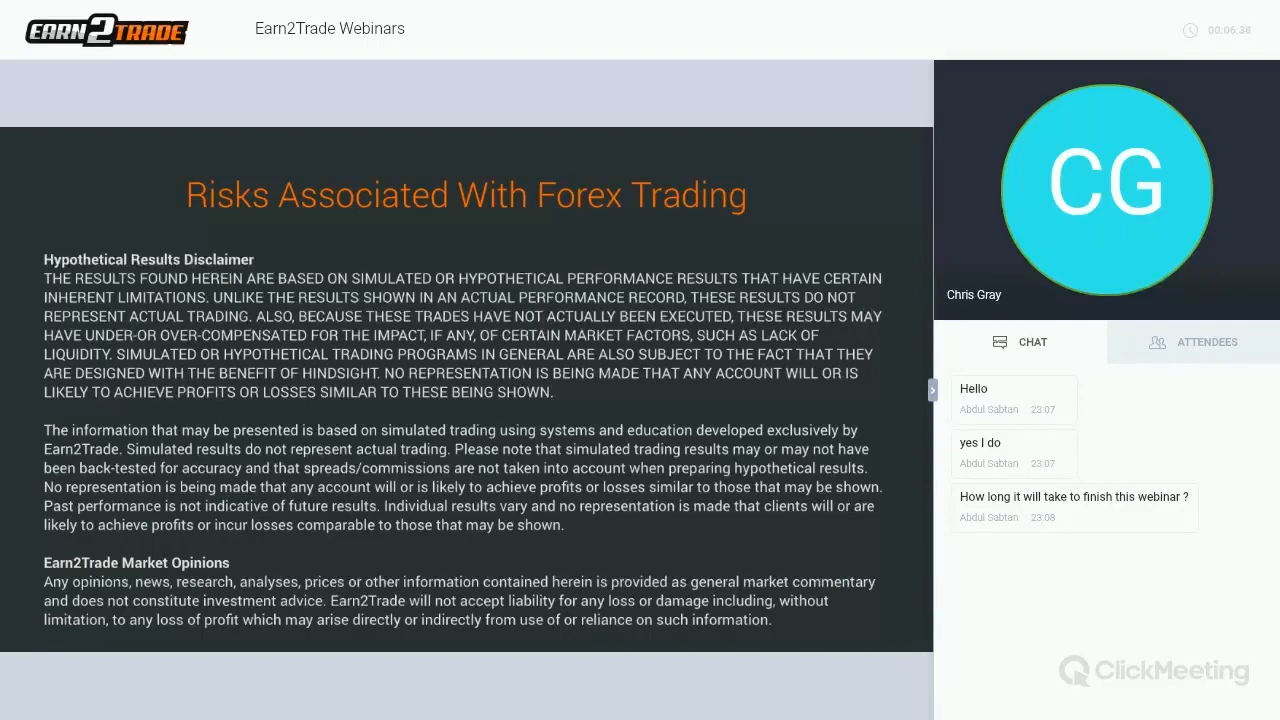 EARN2TRADE
Earn2Trade Webinars
00:06:38
Risks Associated With Forex Trading
Hypothetical Results Disclaimer
THE RESULTS FOUND HEREIN ARE BASED ON SIMULATED OR HYPOTHETICAL PERFORMANCE RESULTS THAT HAVE CERTAIN
INHERENT LIMITATIONS. UNLIKE THE RESULTS SHOWN IN AN ACTUAL PERFORMANCE RECORD, THESE RESULTS DO NOT
REPRESENT ACTUAL TRADING. ALSO, BECAUSE THESE TRADES HAVE NOT ACTUALLY BEEN EXECUTED, THESE RESULTS MAY
HAVE UNDER-OR OVER-COMPENSATED FOR THE IMPACT, IF ANY, OF CERTAIN MARKET FACTORS, SUCH AS LACK OF
LIQUIDITY. SIMULATED OR HYPOTHETICAL TRADING PROGRAMS IN GENERAL ARE ALSO SUBJECT TO THE FACT THAT THEY
ARE DESIGNED WITH THE BENEFIT OF HINDSIGHT. NO REPRESENTATION IS BEING MADE THAT ANY ACCOUNT WILL OR IS
LIKELY TO ACHIEVE PROFITS OR LOSSES SIMILAR TO THESE BEING SHOWN.
The information that may be presented is based on simulated trading using systems and education developed exclusively by
Earn2Trade. Simulated results do not represent actual trading. Please note that simulated trading results may or may not have
been back-tested for accuracy and that spreads/commissions are not taken into account when preparing hypothetical results.
No representation is being made that any account will or is likely to achieve profits or losses similar to those that may be shown.
Past performance is not indicative of future results. Individual results vary and no representation is made that clients will or are
likely to achieve profits or incur losses comparable to those that may be shown.
Earn2Trade Market Opinions
Any opinions, news, research, analyses, prices or other information contained herein is provided as general market commentary
and does not constitute investment advice. Earn2Trade will not accept liability for any loss or damage including, without
limitation, to any loss of profit which may arise directly or indirectly from use of or reliance on such information.
CG
Chris Gray
CHAT
ATTENDEES
Hello
Abdul Sabtan 23:07
yes I do
Abdul Sabtan 23:07
How long it will take to finish this webinar ?
Abdul Sabtan 23:08
ClickMeeting